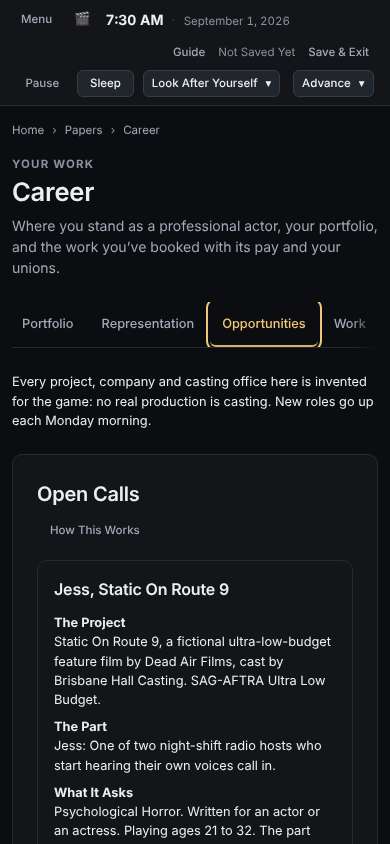 Menu 🎬 7:30 AM · September 1, 2026
Guide Not Saved Yet Save & Exit
Pause Sleep Look After Yourself ▾ Advance ▾
Home › Papers › Career
YOUR WORK
Career
Where you stand as a professional actor, your portfolio,
and the work you've booked with its pay and your
unions.
Portfolio Representation Opportunities Work
Every project, company and casting office here is invented
for the game: no real production is casting. New roles go up
each Monday morning.
Open Calls
How This Works
Jess, Static On Route 9
The Project
Static On Route 9, a fictional ultra-low-budget
feature film by Dead Air Films, cast by
Brisbane Hall Casting. SAG-AFTRA Ultra Low
Budget.
The Part
Jess: One of two night-shift radio hosts who
start hearing their own voices call in.
What It Asks
Psychological Horror. Written for an actor or
an actress. Playing ages 21 to 32. The part